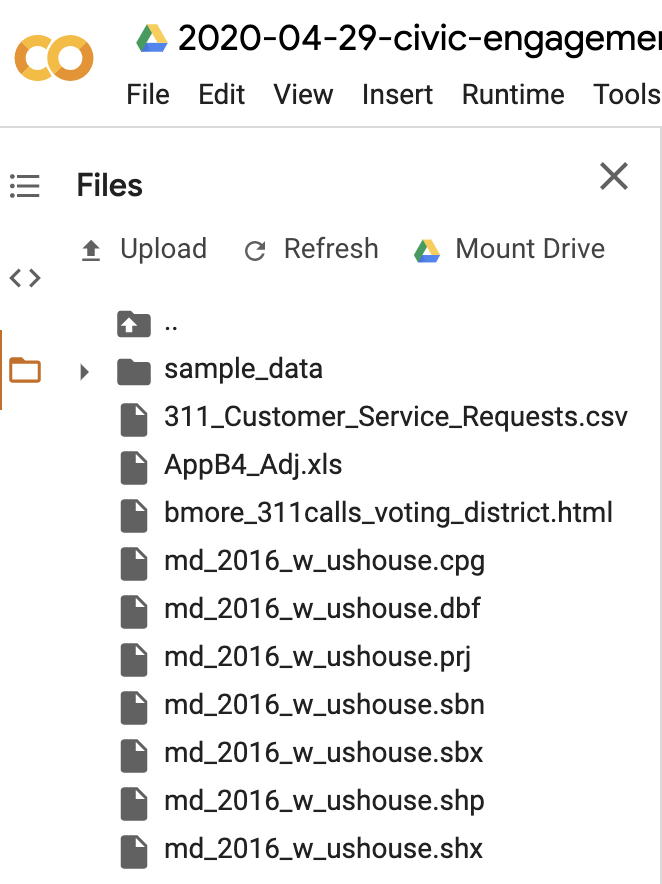 2020-04-29-civic-engagemer
File Edit View Insert Runtime Tools
Files
Upload Refresh Mount Drive
..
sample_data
311_Customer_Service_Requests.csv
AppB4_Adj.xls
bmore_311calls_voting_district.html
md_2016_w_ushouse.cpg
md_2016_w_ushouse.dbf
md_2016_w_ushouse.prj
md_2016_w_ushouse.sbn
md_2016_w_ushouse.sbx
md_2016_w_ushouse.shp
md_2016_w_ushouse.shx